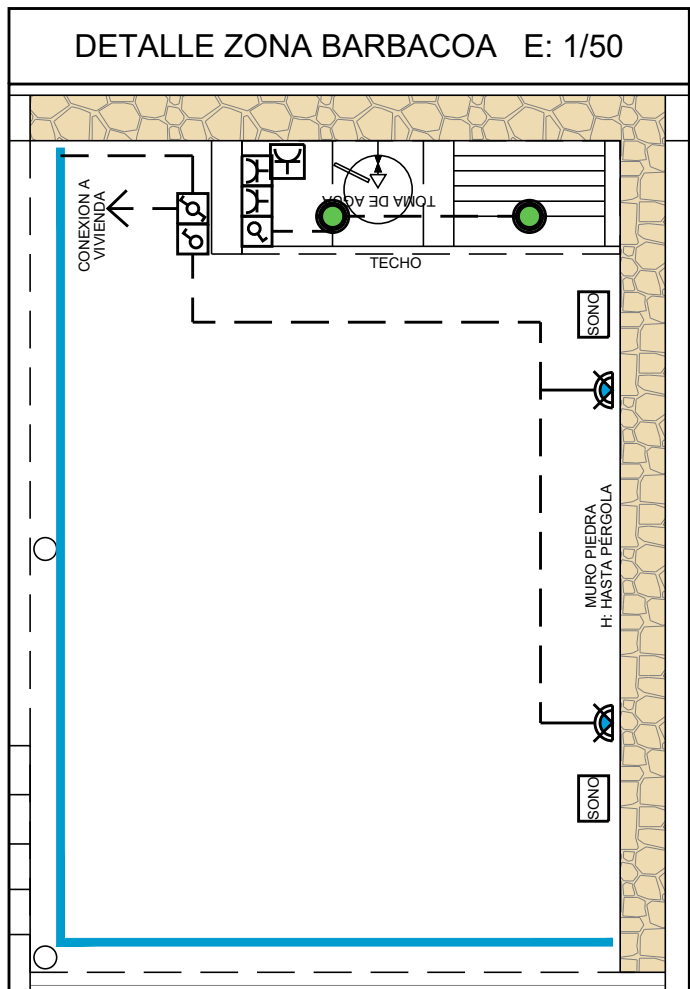 DETALLE ZONA BARBACOA E: 1/50
CONEXION A
VIVIENDA
TOMA DE AGUA
TECHO
SONO
MURO PIEDRA
H: HASTA PÉRGOLA
SONO